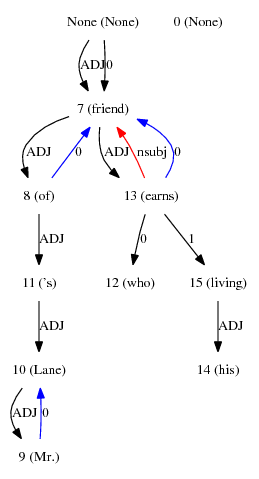 None (None) 0 (None)
ADJ 0
7 (friend)
ADJ 0 ADJ nsubj 0
8 (of) 13 (earns)
ADJ 0 1
11 ('s) 12 (who) 15 (living)
ADJ ADJ
10 (Lane) 14 (his)
ADJ 0
9 (Mr.)